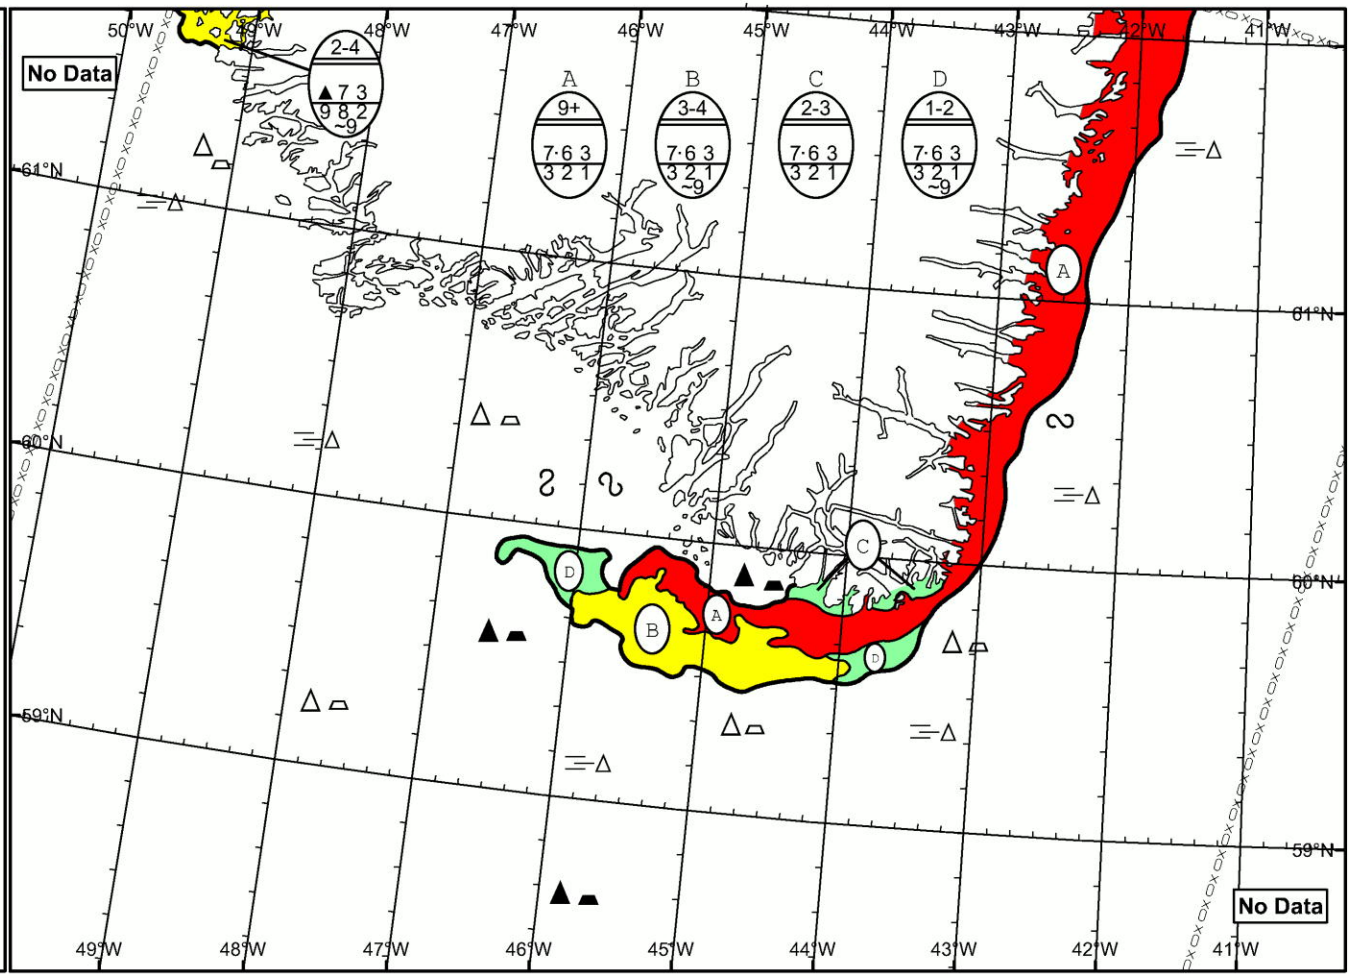 50°W 49°W 48°W 47°W 46°W 45°W 44°W 43°W 42°W 41°W
No Data
2-4
▲ 7 3
9 8 2
~9
A B C D
9+ 3-4 2-3 1-2
7·6 3 7·6 3 7·6 3 7·6 3
3 2 1 3 2 1 3 2 1 3 2 1
~9 ~9
61°N
A
61°N
60°N
C
D
60°N
A
B
D
59°N
59°N
No Data
49°W 48°W 47°W 46°W 45°W 44°W 43°W 42°W 41°W